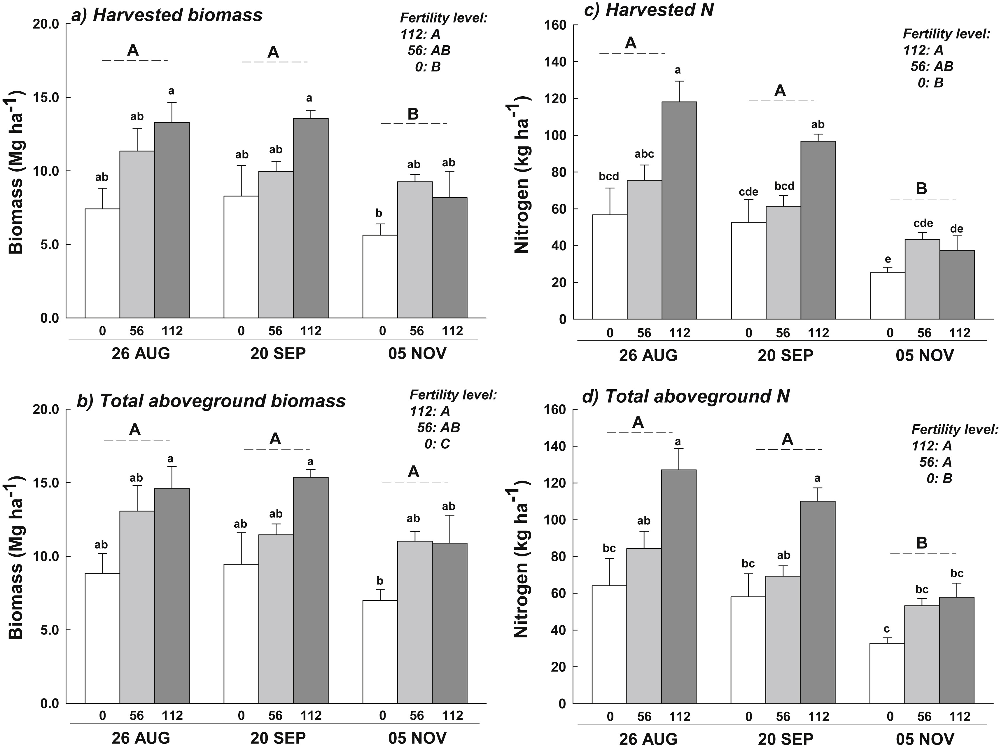 a) Harvested biomass
Fertility level:
112: A
56: AB
0: B
Biomass (Mg ha-1)
20.0
15.0
10.0
5.0
0.0
A
A
B
ab
ab
a
ab
ab
a
b
ab
ab
0 56 112 0 56 112 0 56 112
26 AUG 20 SEP 05 NOV
c) Harvested N
Fertility level:
112: A
56: AB
0: B
Nitrogen (kg ha-1)
160
140
120
100
80
60
40
20
0
A
A
B
bcd
abc
a
cde
bcd
ab
e
cde
de
0 56 112 0 56 112 0 56 112
26 AUG 20 SEP 05 NOV
b) Total aboveground biomass
Fertility level:
112: A
56: AB
0: C
Biomass (Mg ha-1)
20.0
15.0
10.0
5.0
0.0
A
A
A
ab
ab
a
ab
ab
a
b
ab
ab
0 56 112 0 56 112 0 56 112
26 AUG 20 SEP 05 NOV
d) Total aboveground N
Fertility level:
112: A
56: A
0: B
Nitrogen (kg ha-1)
160
140
120
100
80
60
40
20
0
A
A
B
bc
ab
a
bc
ab
a
c
bc
bc
0 56 112 0 56 112 0 56 112
26 AUG 20 SEP 05 NOV